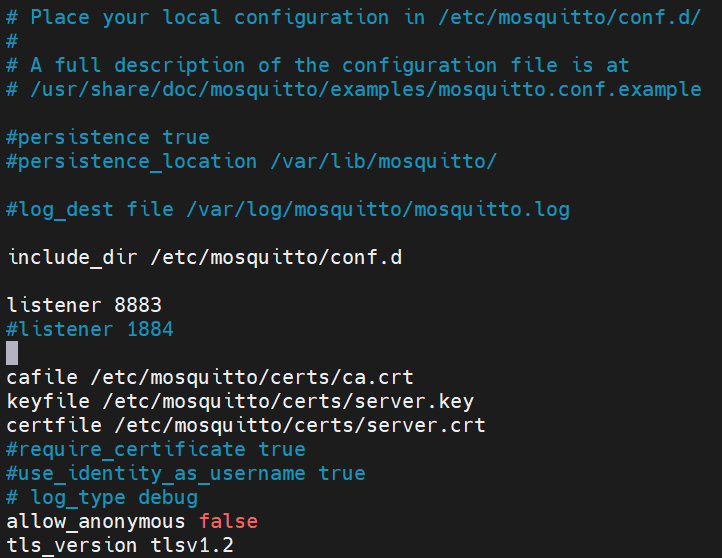 # Place your local configuration in /etc/mosquitto/conf.d/
#
# A full description of the configuration file is at
# /usr/share/doc/mosquitto/examples/mosquitto.conf.example
#persistence true
#persistence_location /var/lib/mosquitto/
#log_dest file /var/log/mosquitto/mosquitto.log
include_dir /etc/mosquitto/conf.d
listener 8883
#listener 1884
cafile /etc/mosquitto/certs/ca.crt
keyfile /etc/mosquitto/certs/server.key
certfile /etc/mosquitto/certs/server.crt
#require_certificate true
#use_identity_as_username true
# log_type debug
allow_anonymous false
tls_version tlsv1.2